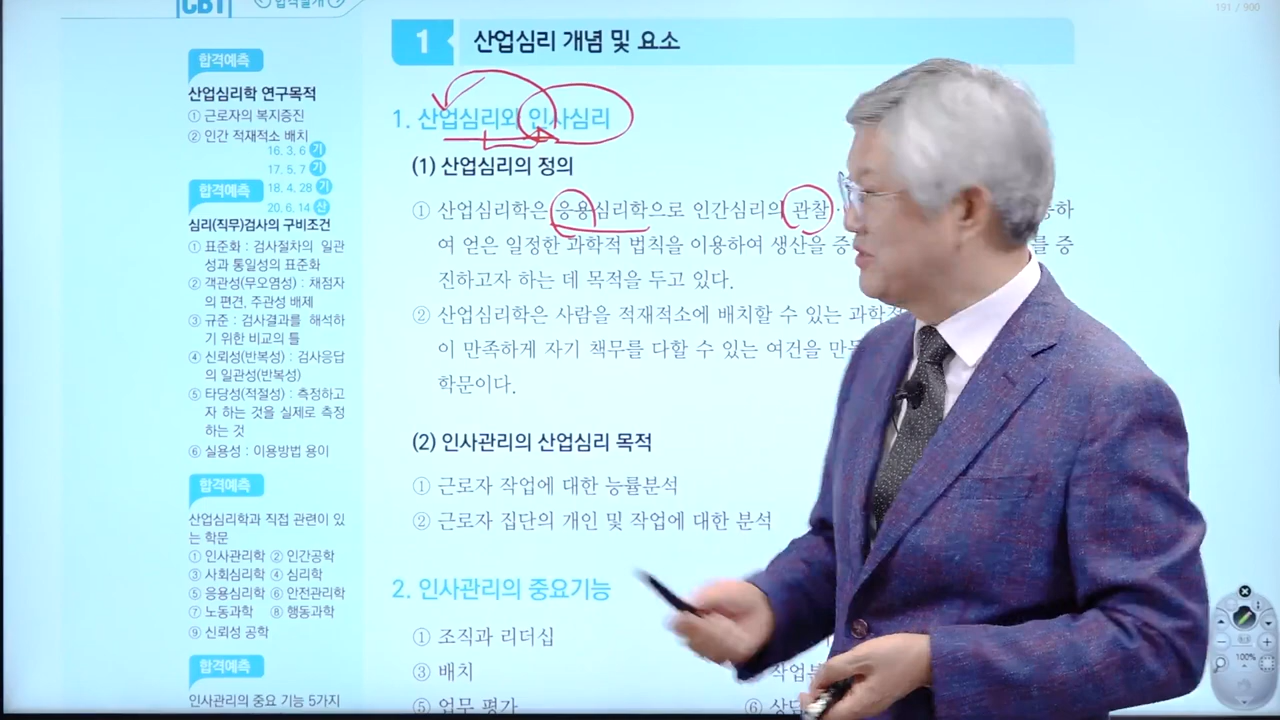 191 / 900
CBT
합격날개
합격예측
산업심리학 연구목적
① 근로자의 복지증진
② 인간 적재적소 배치
16. 3. 6 기
17. 5. 7 기
합격예측
18. 4. 28 기
20. 6. 14 산
심리(직무)검사의 구비조건
① 표준화 : 검사절차의 일관
성과 통일성의 표준화
② 객관성(무오염성) : 채점자
의 편견, 주관성 배제
③ 규준 : 검사결과를 해석하
기 위한 비교의 틀
④ 신뢰성(반복성) : 검사응답
의 일관성(반복성)
⑤ 타당성(적절성) : 측정하고
자 하는 것을 실제로 측정
하는 것
⑥ 실용성 : 이용방법 용이
합격예측
산업심리학과 직접 관련이 있
는 학문
① 인사관리학 ② 인간공학
③ 사회심리학 ④ 심리학
⑤ 응용심리학 ⑥ 안전관리학
⑦ 노동과학 ⑧ 행동과학
⑨ 신뢰성 공학
합격예측
인사관리의 중요 기능 5가지
1 산업심리 개념 및 요소
1. 산업심리와 인사심리
(1) 산업심리의 정의
① 산업심리학은 응용심리학으로 인간심리의 관찰·
여 얻은 일정한 과학적 법칙을 이용하여 생산을 증 를 증
진하고자 하는 데 목적을 두고 있다.
② 산업심리학은 사람을 적재적소에 배치할 수 있는 과학적
이 만족하게 자기 책무를 다할 수 있는 여건을 만
학문이다.
(2) 인사관리의 산업심리 목적
① 근로자 작업에 대한 능률분석
② 근로자 집단의 개인 및 작업에 대한 분석
2. 인사관리의 중요기능
① 조직과 리더십
③ 배치
작업분
⑤ 업무 평가
⑥ 상담
100%